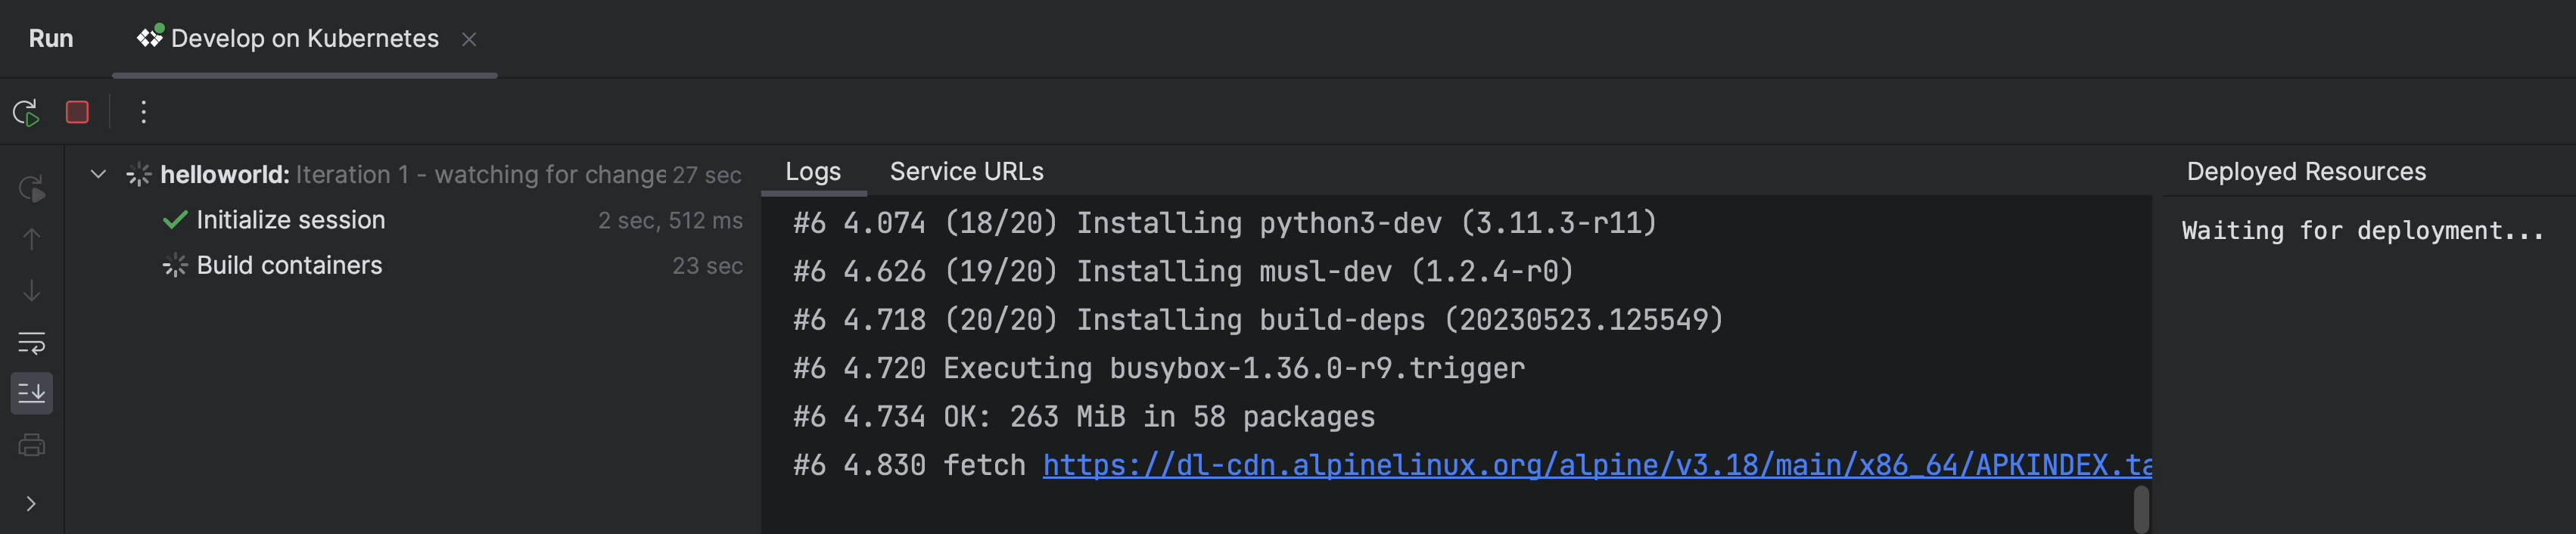 Run
Develop on Kubernetes
helloworld: Iteration 1 - watching for change 27 sec
Initialize session 2 sec, 512 ms
Build containers 23 sec
Logs Service URLs
#6 4.074 (18/20) Installing python3-dev (3.11.3-r11)
#6 4.626 (19/20) Installing musl-dev (1.2.4-r0)
#6 4.718 (20/20) Installing build-deps (20230523.125549)
#6 4.720 Executing busybox-1.36.0-r9.trigger
#6 4.734 OK: 263 MiB in 58 packages
#6 4.830 fetch https://dl-cdn.alpinelinux.org/alpine/v3.18/main/x86_64/APKINDEX.ta
Deployed Resources
Waiting for deployment...